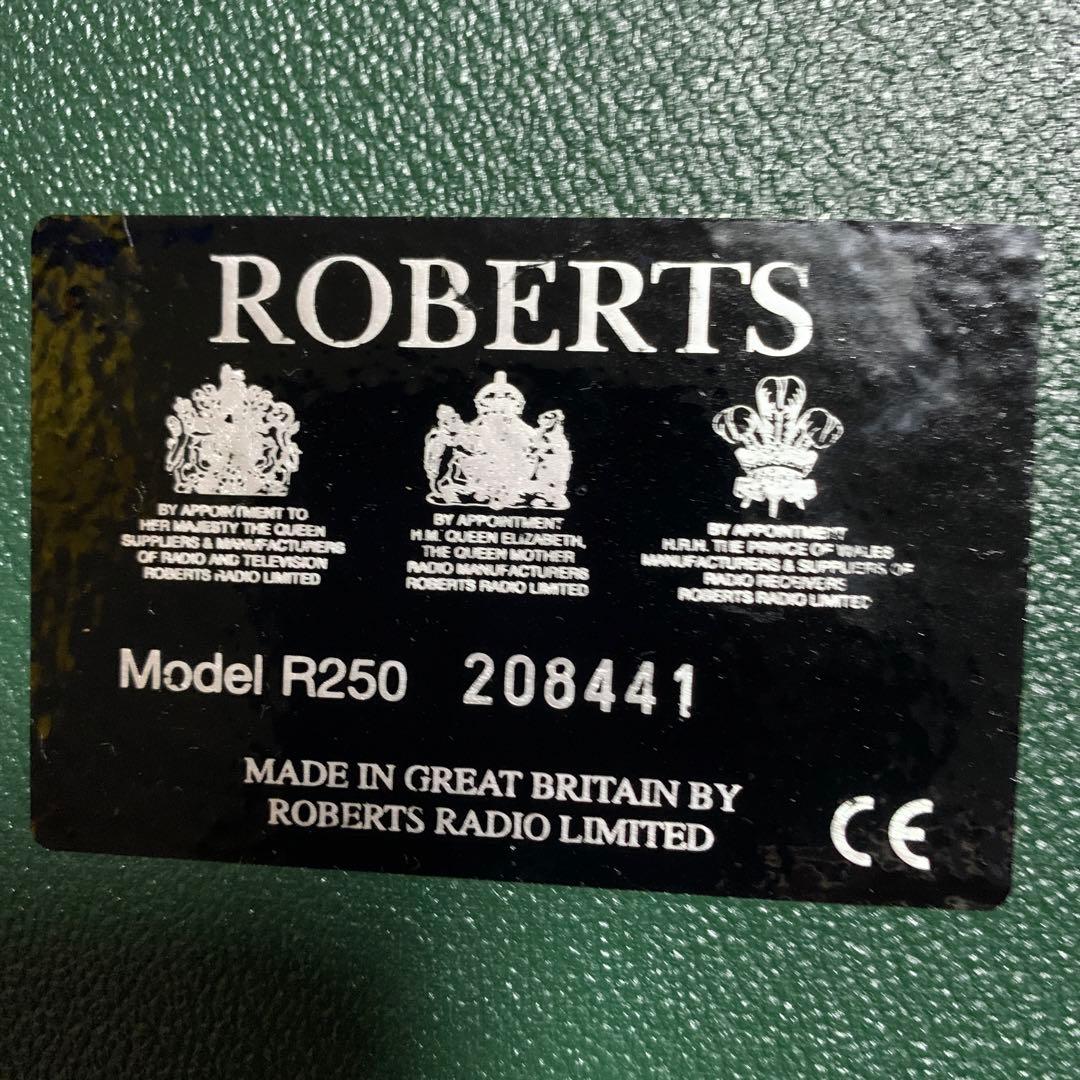 ROBERTS
BY APPOINTMENT TO
HER MAJESTY THE QUEEN
SUPPLIERS & MANUFACTURERS
OF RADIO AND TELEVISION
ROBERTS RADIO LIMITED
BY APPOINTMENT
H.M. QUEEN ELIZABETH,
THE QUEEN MOTHER
RADIO MANUFACTURERS
ROBERTS RADIO LIMITED
BY APPOINTMENT
H.R.H. THE PRINCE OF WALES
MANUFACTURERS & SUPPLIERS OF
RADIO RECEIVERS
ROBERTS RADIO LIMITED
Model R250 208441
MADE IN GREAT BRITAIN BY
ROBERTS RADIO LIMITED
CE